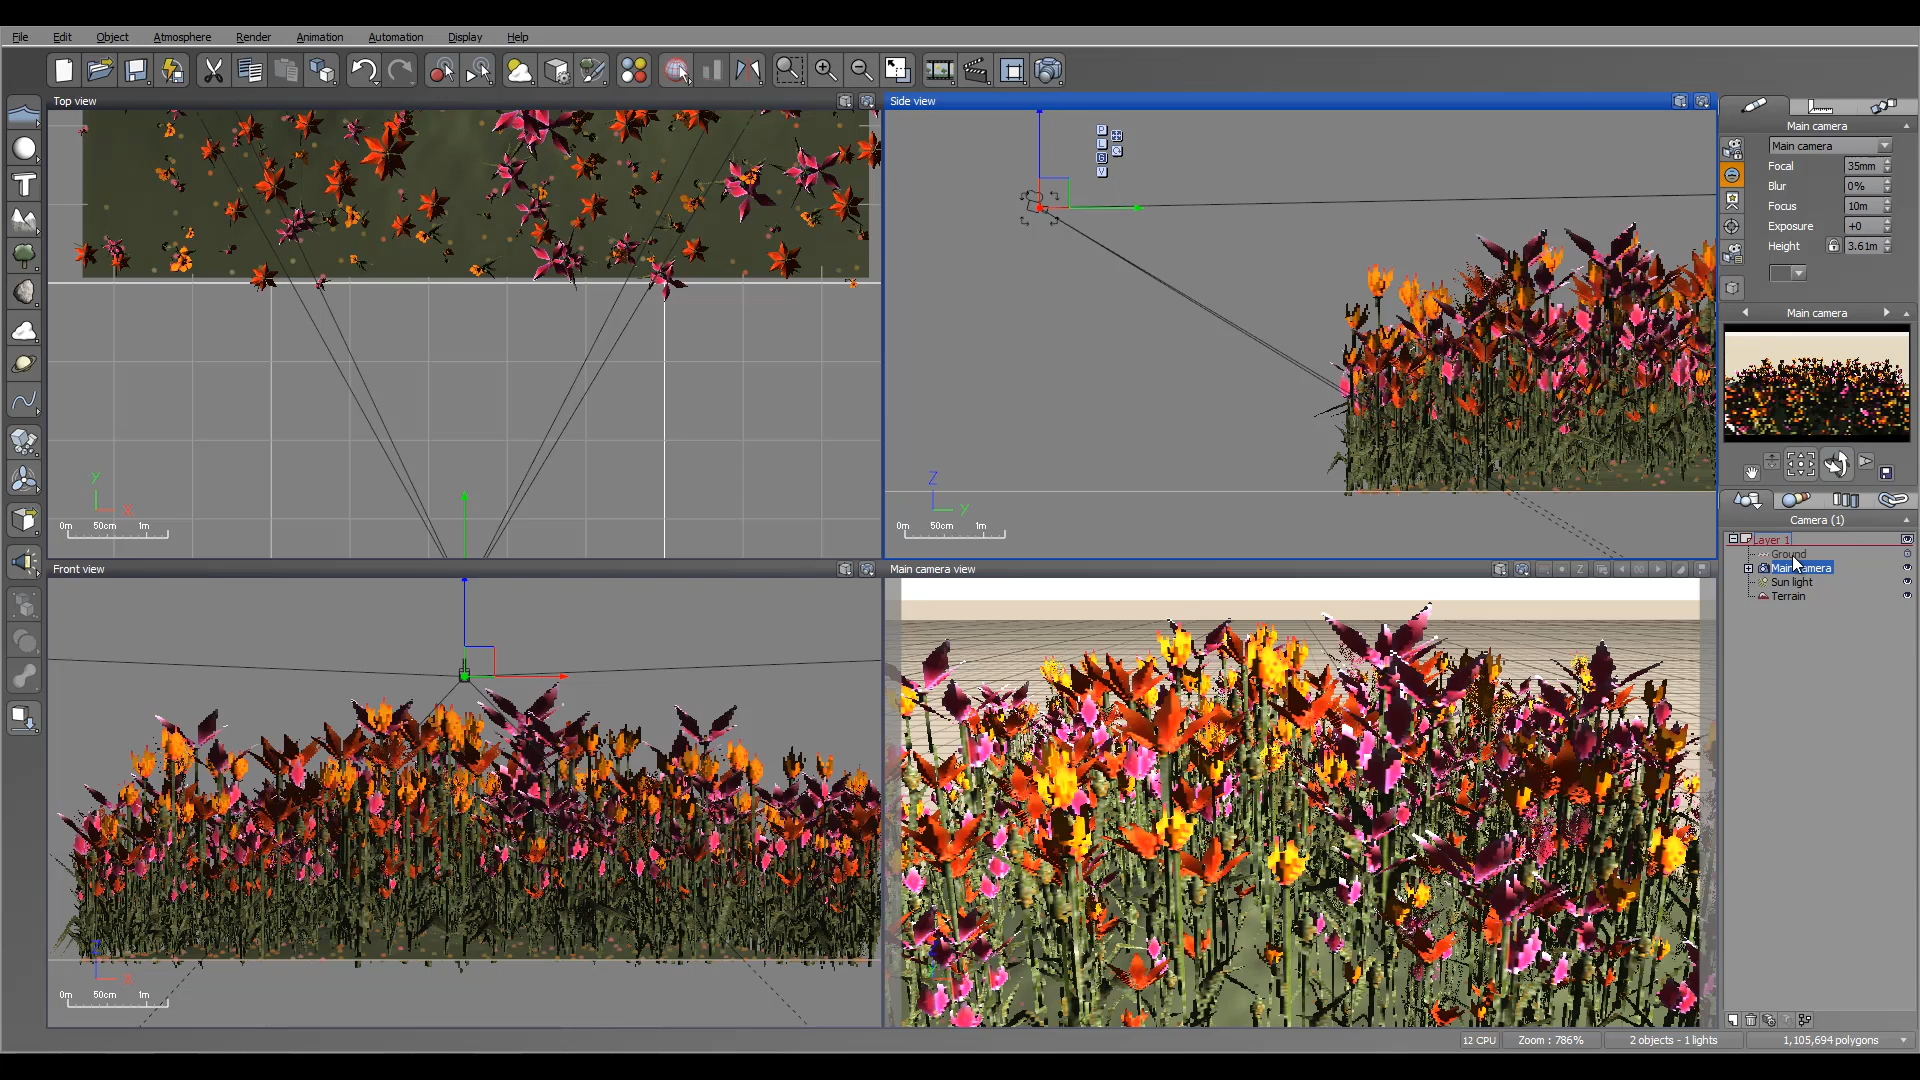 File Edit Object Atmosphere Render Animation Automation Display Help
Top view
Side view
P
L
G
V
Y
X
0m 50cm 1m
Z
Y
0m 50cm 1m
Front view
Main camera view
X
0m 50cm 1m
Main camera
Main camera
Focal 35mm
Blur 0%
Focus 10m
Exposure +0
Height 3.61m
Main camera
Camera (1)
Layer 1
Ground
Main camera
Sun light
Terrain
12 CPU Zoom : 786% 2 objects - 1 lights 1,105,694 polygons